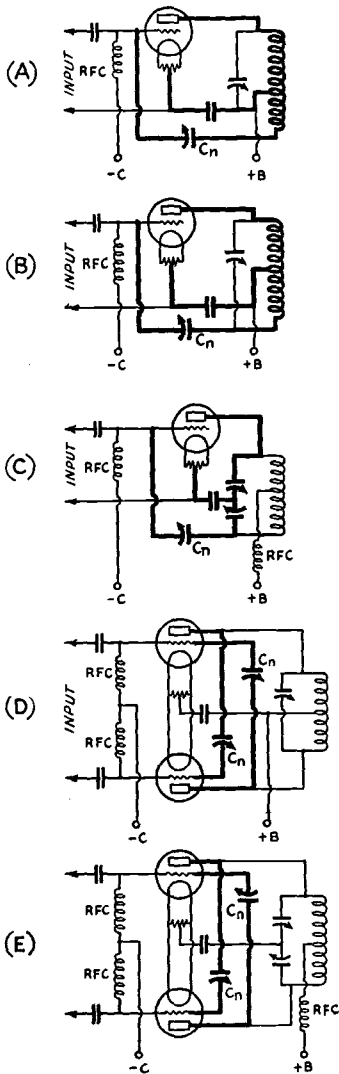 (A)
INPUT
RFC
Cn
-C
+B
(B)
INPUT
RFC
Cn
-C
+B
(C)
INPUT
RFC
Cn
RFC
-C
+B
(D)
INPUT
RFC
RFC
Cn
Cn
-C
+B
(E)
RFC
RFC
Cn
Cn
RFC
-C
+B